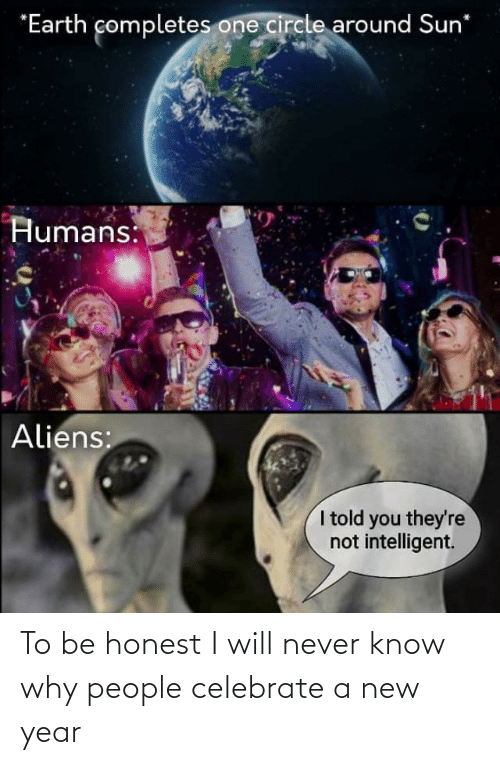 *Earth completes one circle around Sun*
Humans:
Aliens:
I told you they're
not intelligent.
To be honest I will never know
why people celebrate a new
year